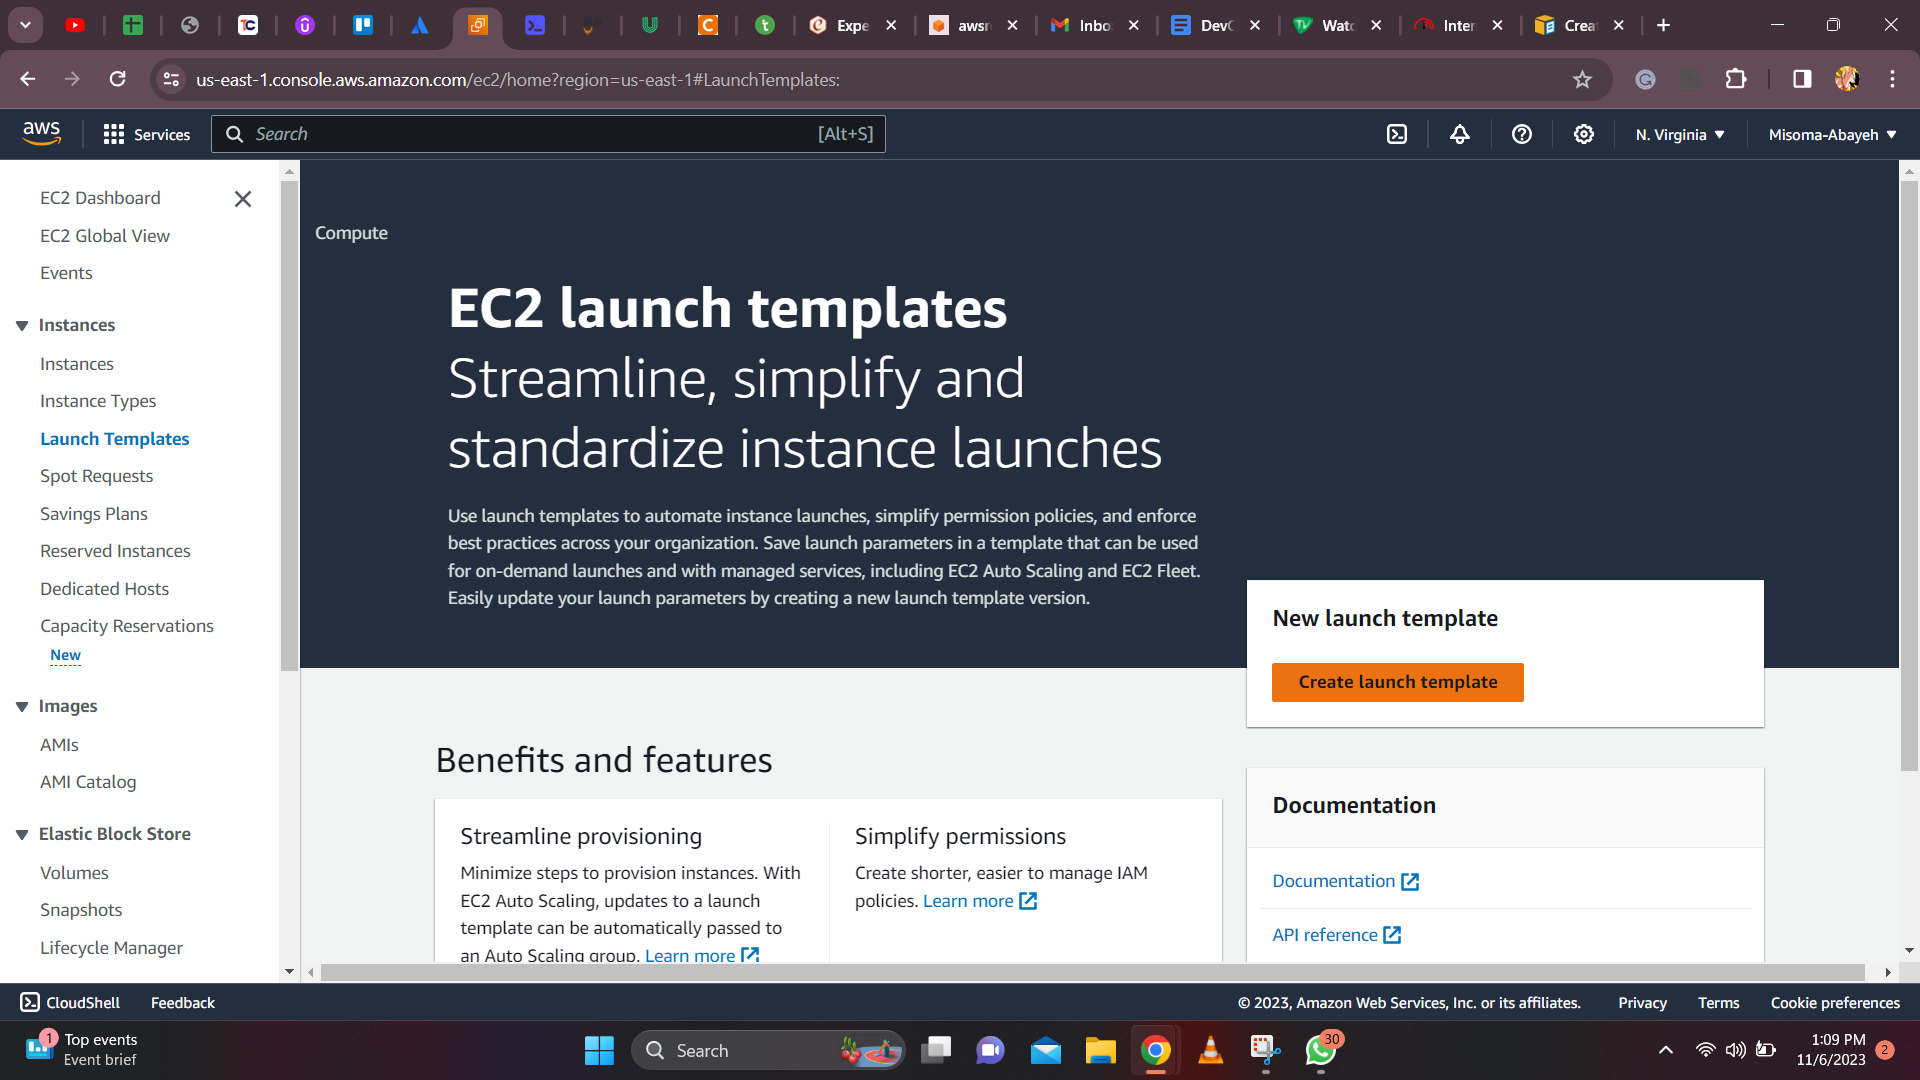 Expe
awsr
Inbo
DevO
Watc
Inter
Crea
us-east-1.console.aws.amazon.com/ec2/home?region=us-east-1#LaunchTemplates:
aws
Services
Search
[Alt+S]
N. Virginia
Misoma-Abayeh
EC2 Dashboard
EC2 Global View
Events
Instances
Instances
Instance Types
Launch Templates
Spot Requests
Savings Plans
Reserved Instances
Dedicated Hosts
Capacity Reservations
New
Images
AMIs
AMI Catalog
Elastic Block Store
Volumes
Snapshots
Lifecycle Manager
Compute
EC2 launch templates
Streamline, simplify and
standardize instance launches
Use launch templates to automate instance launches, simplify permission policies, and enforce
best practices across your organization. Save launch parameters in a template that can be used
for on-demand launches and with managed services, including EC2 Auto Scaling and EC2 Fleet.
Easily update your launch parameters by creating a new launch template version.
New launch template
Create launch template
Benefits and features
Streamline provisioning
Minimize steps to provision instances. With
EC2 Auto Scaling, updates to a launch
template can be automatically passed to
an Auto Scaling group. Learn more
Simplify permissions
Create shorter, easier to manage IAM
policies. Learn more
Documentation
Documentation
API reference
CloudShell
Feedback
© 2023, Amazon Web Services, Inc. or its affiliates.
Privacy
Terms
Cookie preferences
1
Top events
Event brief
Search
30
1:09 PM
11/6/2023
2